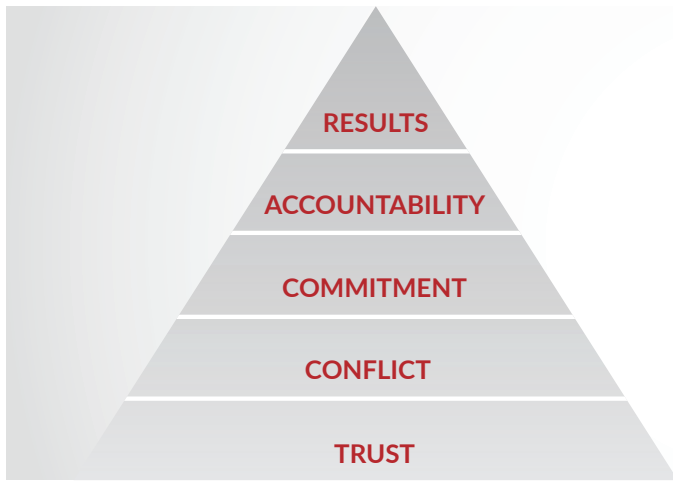 RESULTS
ACCOUNTABILITY
COMMITMENT
CONFLICT
TRUST